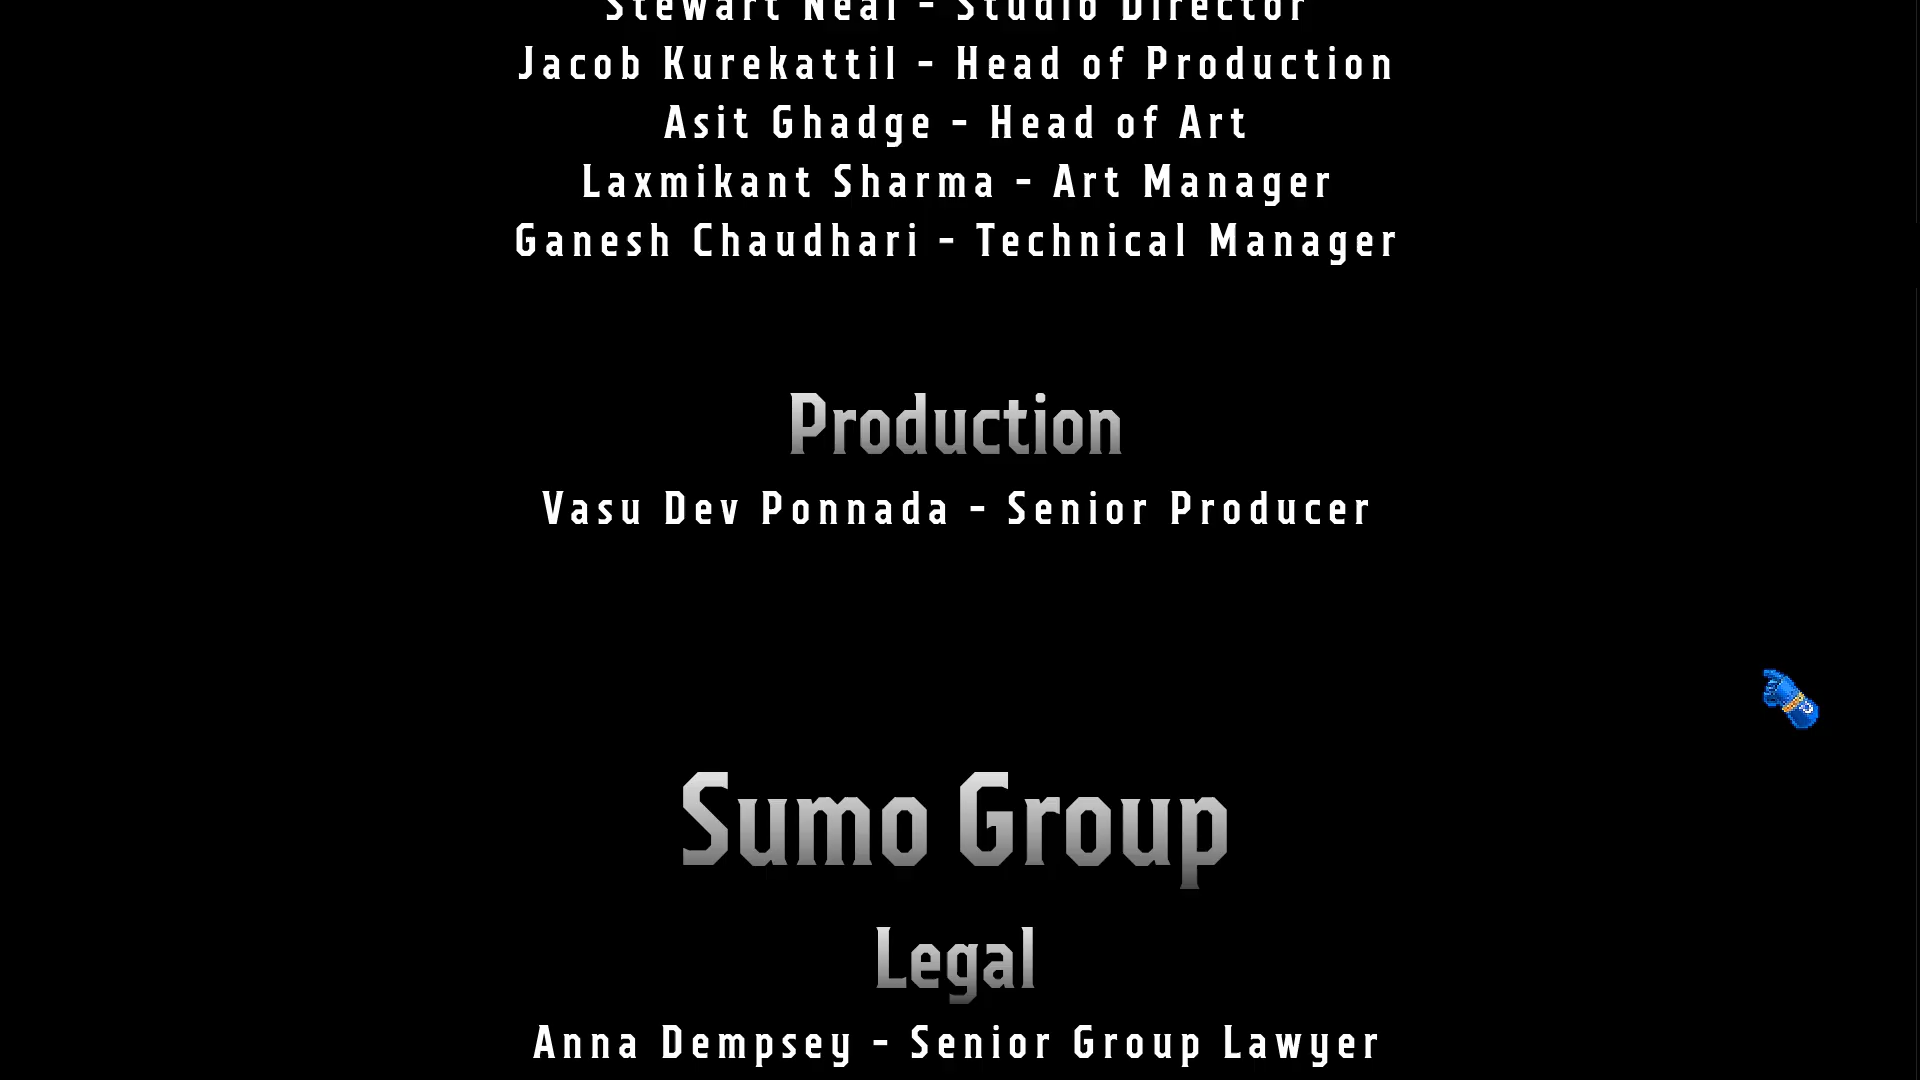 Stewart Neal - Studio Director
Jacob Kurekattil - Head of Production
Asit Ghadge - Head of Art
Laxmikant Sharma - Art Manager
Ganesh Chaudhari - Technical Manager
Production
Vasu Dev Ponnada - Senior Producer
Sumo Group
Legal
Anna Dempsey - Senior Group Lawyer